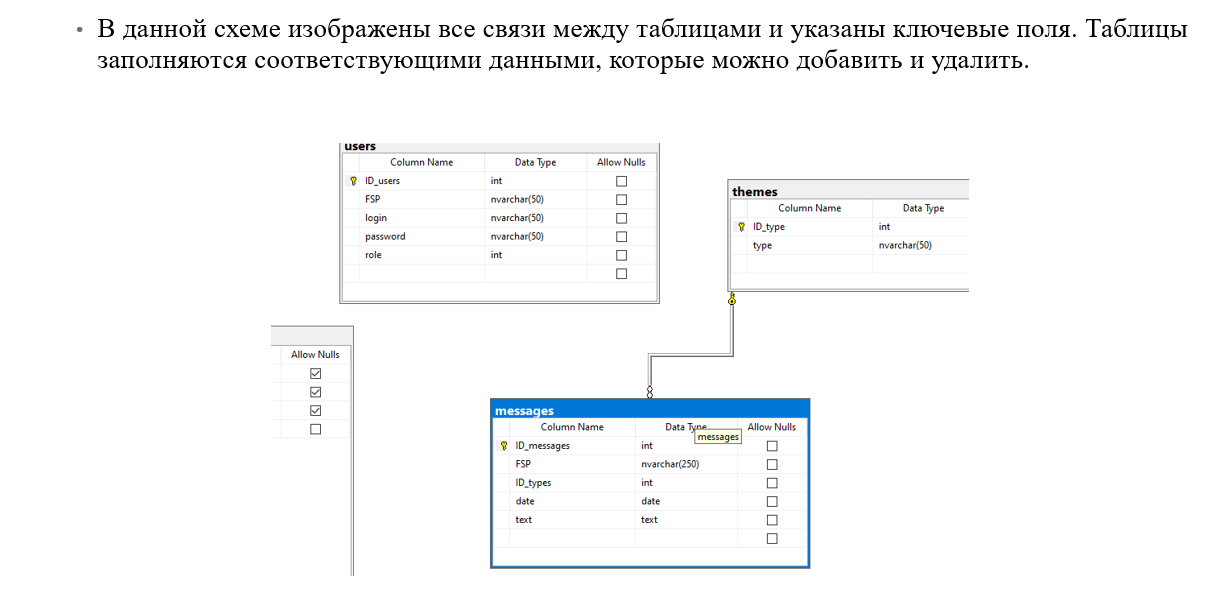 • В данной схеме изображены все связи между таблицами и указаны ключевые поля. Таблицы
заполняются соответствующими данными, которые можно добавить и удалить.
users
Column Name Data Type Allow Nulls
ID_users int
FSP nvarchar(50)
login nvarchar(50)
password nvarchar(50)
role int
themes
Column Name Data Type
ID_type int
type nvarchar(50)
Allow Nulls
messages
Column Name Data Type Allow Nulls
messages
ID_messages int
FSP nvarchar(250)
ID_types int
date date
text text